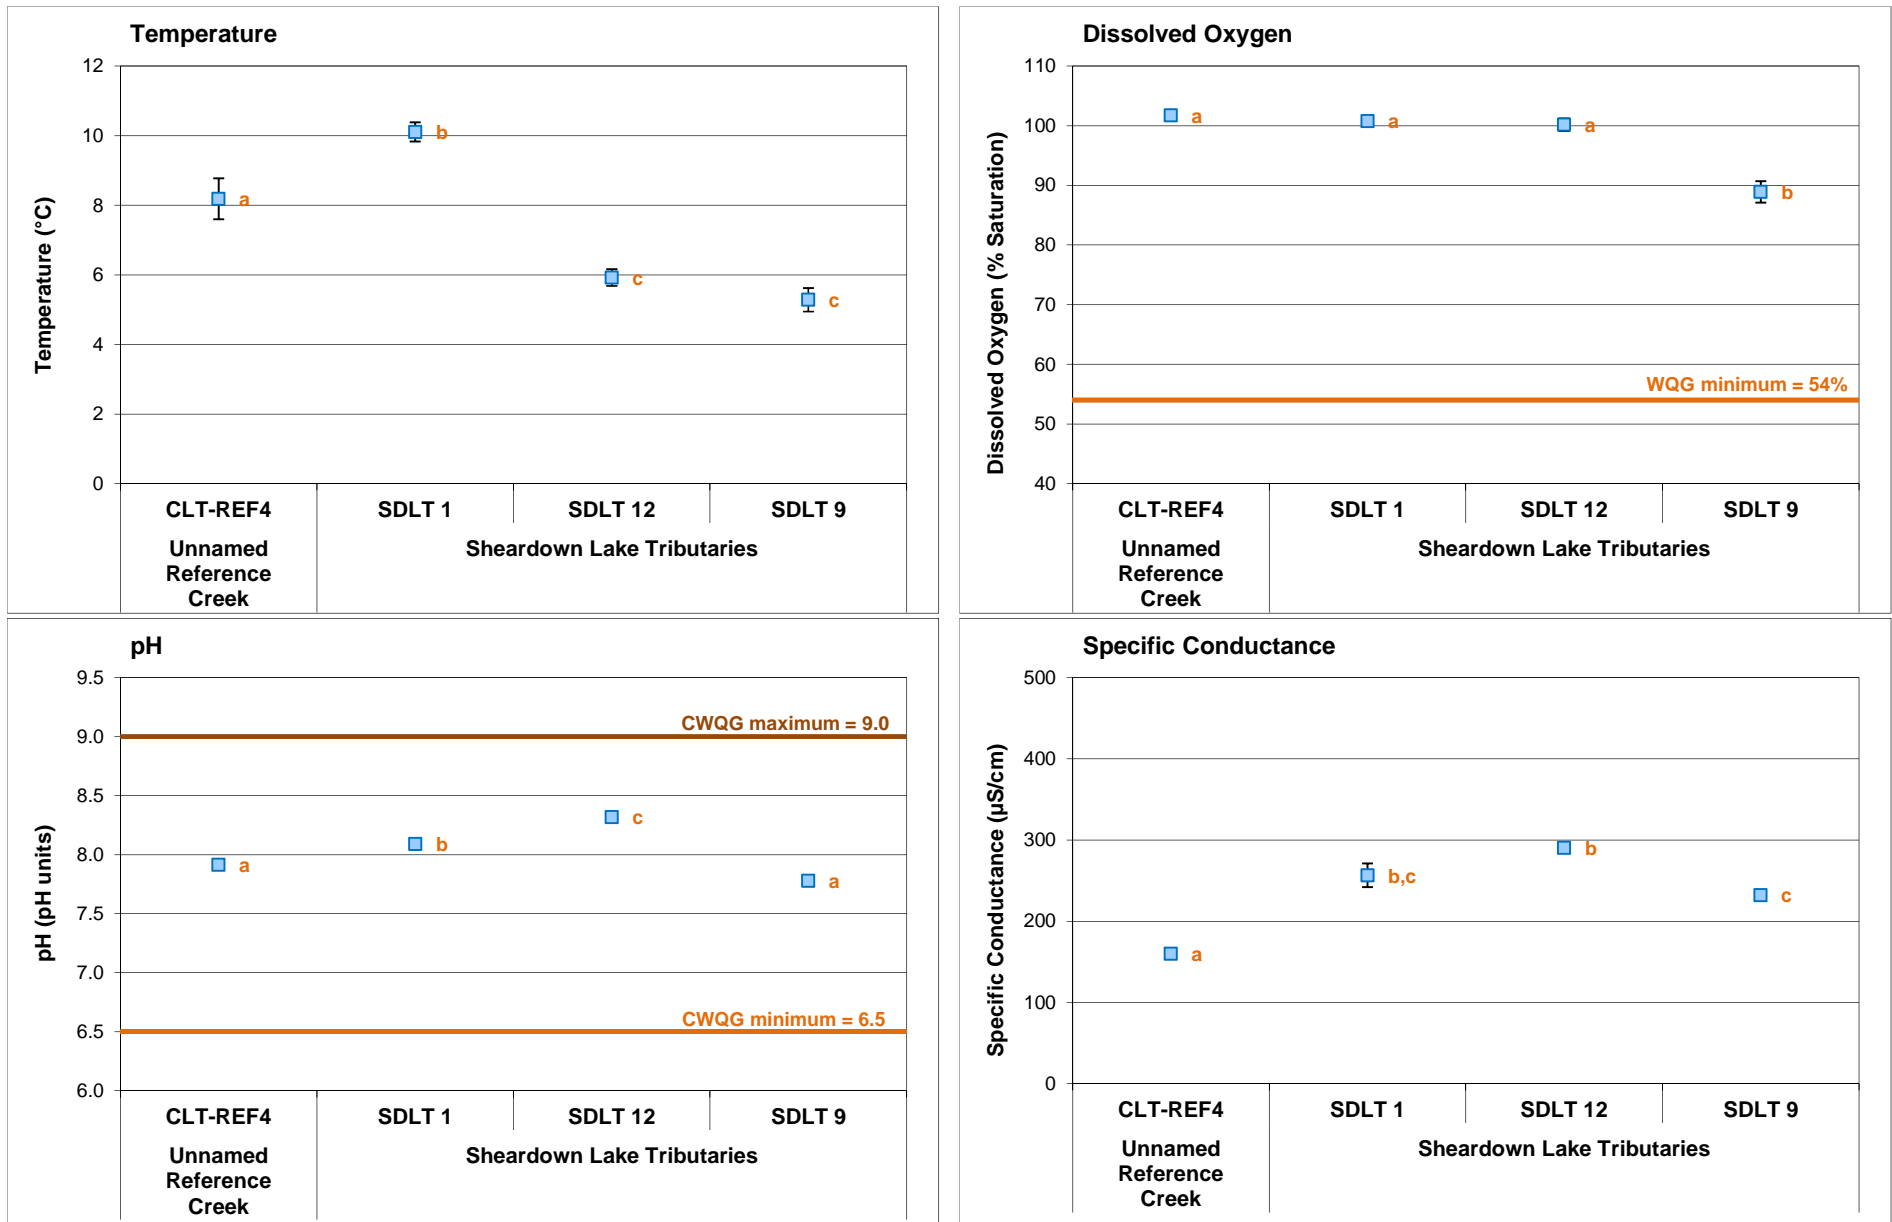 Temperature
Temperature (°C)
12
10
8
6
4
2
0
a
b
c
c
CLT-REF4
SDLT 1
SDLT 12
SDLT 9
Unnamed
Reference
Creek
Sheardown Lake Tributaries
Dissolved Oxygen
Dissolved Oxygen (% Saturation)
110
100
90
80
70
60
50
40
a
a
a
b
WQG minimum = 54%
CLT-REF4
SDLT 1
SDLT 12
SDLT 9
Unnamed
Reference
Creek
Sheardown Lake Tributaries
pH
pH (pH units)
9.5
9.0
8.5
8.0
7.5
7.0
6.5
6.0
CWQG maximum = 9.0
a
b
c
a
CWQG minimum = 6.5
CLT-REF4
SDLT 1
SDLT 12
SDLT 9
Unnamed
Reference
Creek
Sheardown Lake Tributaries
Specific Conductance
Specific Conductance (µS/cm)
500
400
300
200
100
0
a
b,c
b
c
CLT-REF4
SDLT 1
SDLT 12
SDLT 9
Unnamed
Reference
Creek
Sheardown Lake Tributaries